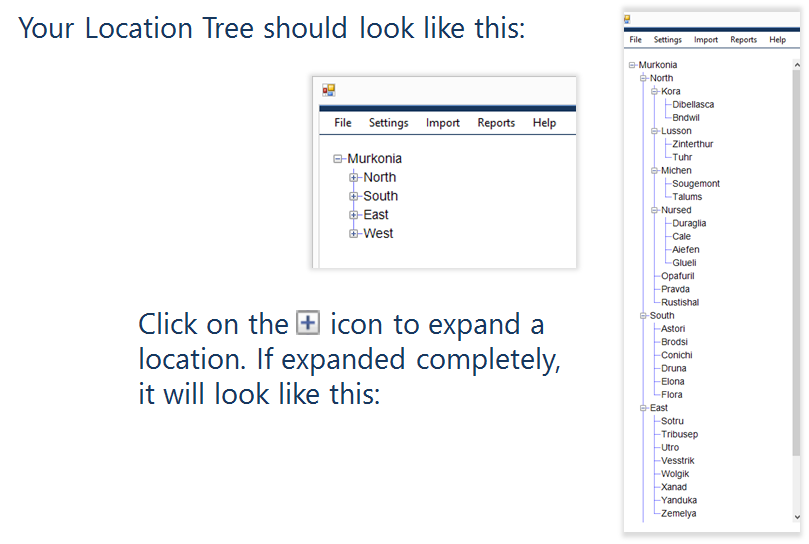 Your Location Tree should look like this:
File Settings Import Reports Help
Murkonia
North
South
East
West
Click on the icon to expand a
location. If expanded completely,
it will look like this:
File Settings Import Reports Help
Murkonia
North
Kora
Dibellasca
Bndwil
Lusson
Zinterthur
Tuhr
Michen
Sougemont
Talums
Nursed
Duraglia
Cale
Aiefen
Glueli
Opafuril
Pravda
Rustishal
South
Astori
Brodsi
Conichi
Druna
Elona
Flora
East
Sotru
Tribusep
Utro
Vesstrik
Wolgik
Xanad
Yanduka
Zemelya